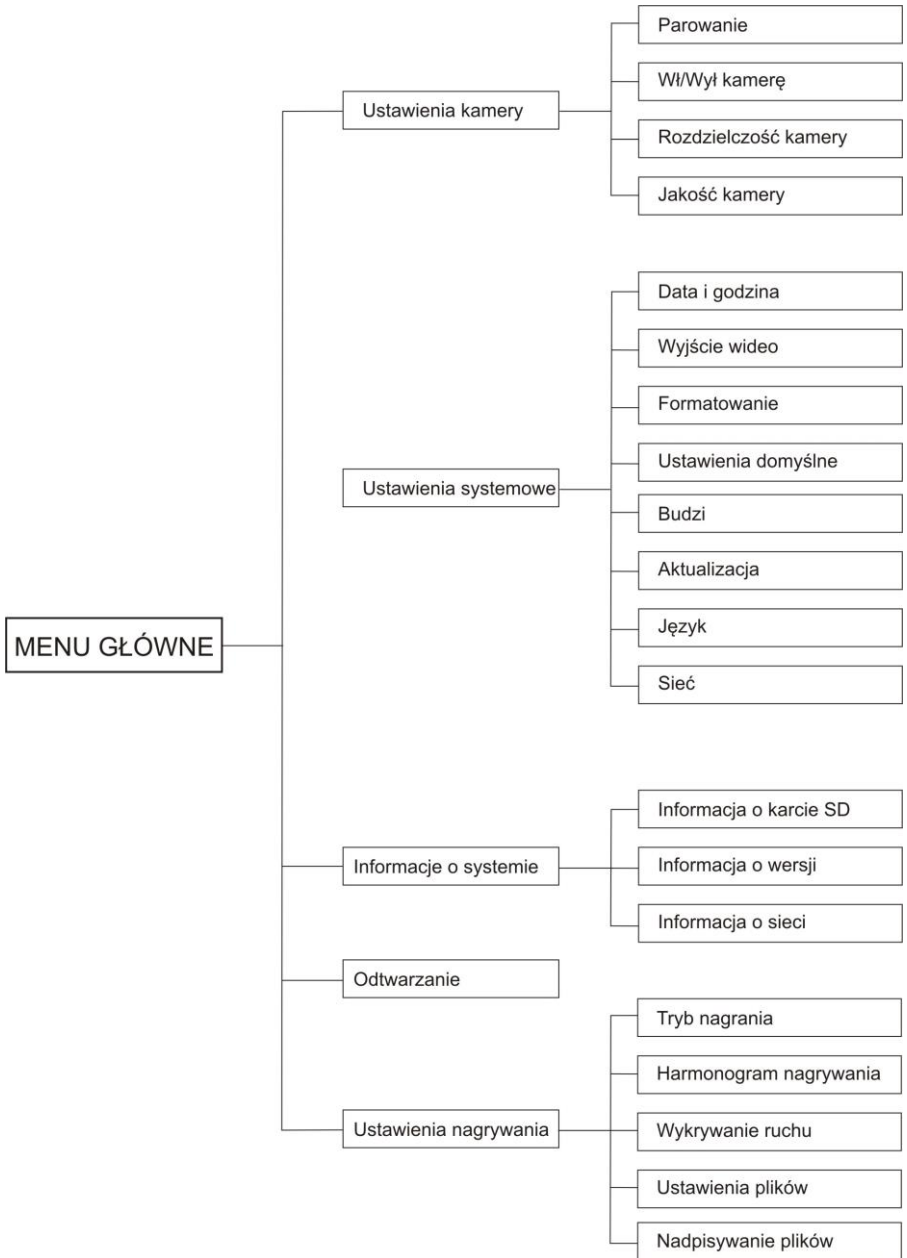 MENU GŁÓWNE
Ustawienia kamery
Parowanie
Wł/Wył kamerę
Rozdzielczość kamery
Jakość kamery
Ustawienia systemowe
Data i godzina
Wyjście wideo
Formatowanie
Ustawienia domyślne
Budzi
Aktualizacja
Język
Sieć
Informacje o systemie
Informacja o karcie SD
Informacja o wersji
Informacja o sieci
Odtwarzanie
Ustawienia nagrywania
Tryb nagrania
Harmonogram nagrywania
Wykrywanie ruchu
Ustawienia plików
Nadpisywanie plików